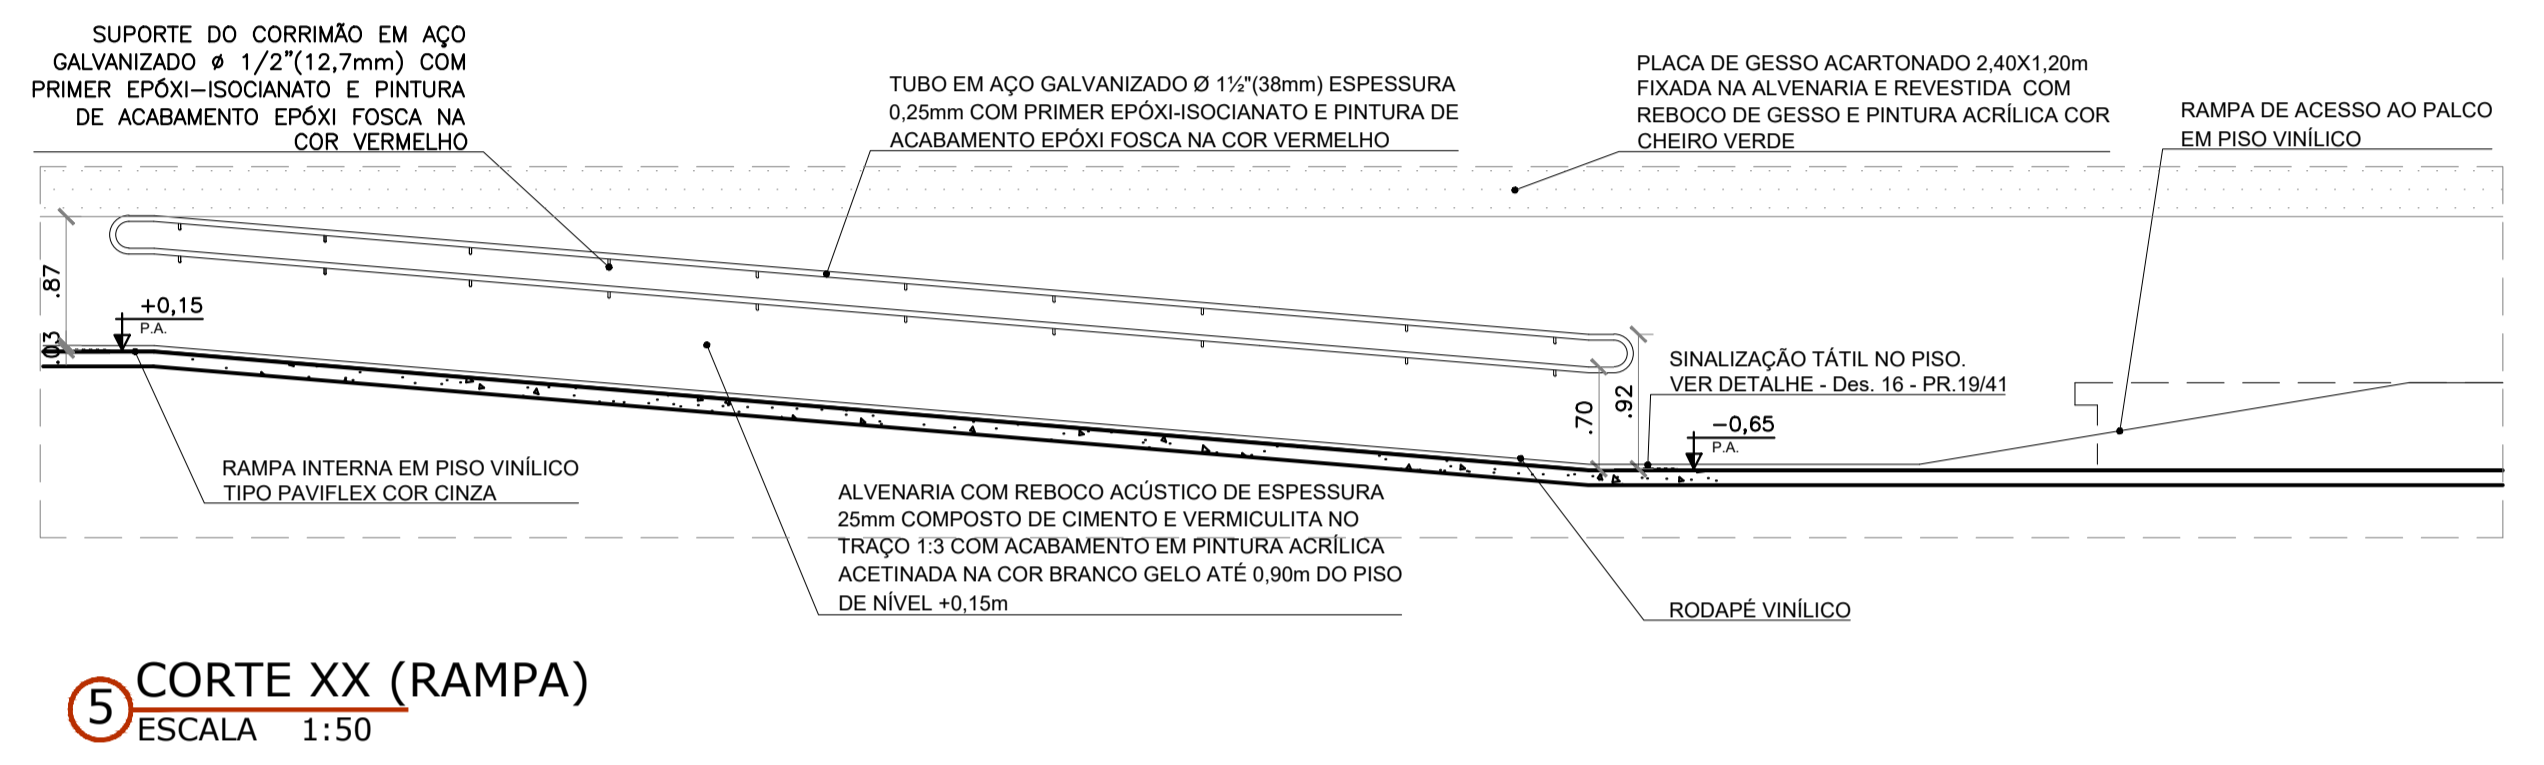 SUPORTE DO CORRIMÃO EM AÇO
GALVANIZADO ø 1/2"(12,7mm) COM
PRIMER EPÓXI-ISOCIANATO E PINTURA
DE ACABAMENTO EPÓXI FOSCA NA
COR VERMELHO
TUBO EM AÇO GALVANIZADO Ø 1½"(38mm) ESPESSURA
0,25mm COM PRIMER EPÓXI-ISOCIANATO E PINTURA DE
ACABAMENTO EPÓXI FOSCA NA COR VERMELHO
PLACA DE GESSO ACARTONADO 2,40X1,20m
FIXADA NA ALVENARIA E REVESTIDA COM
REBOCO DE GESSO E PINTURA ACRÍLICA COR
CHEIRO VERDE
RAMPA DE ACESSO AO PALCO
EM PISO VINÍLICO
.87
.03
+0,15
P.A.
.70
.92
SINALIZAÇÃO TÁTIL NO PISO.
VER DETALHE - Des. 16 - PR.19/41
-0,65
P.A.
RAMPA INTERNA EM PISO VINÍLICO
TIPO PAVIFLEX COR CINZA
ALVENARIA COM REBOCO ACÚSTICO DE ESPESSURA
25mm COMPOSTO DE CIMENTO E VERMICULITA NO
TRAÇO 1:3 COM ACABAMENTO EM PINTURA ACRÍLICA
ACETINADA NA COR BRANCO GELO ATÉ 0,90m DO PISO
DE NÍVEL +0,15m
RODAPÉ VINÍLICO
5 CORTE XX (RAMPA)
ESCALA 1:50